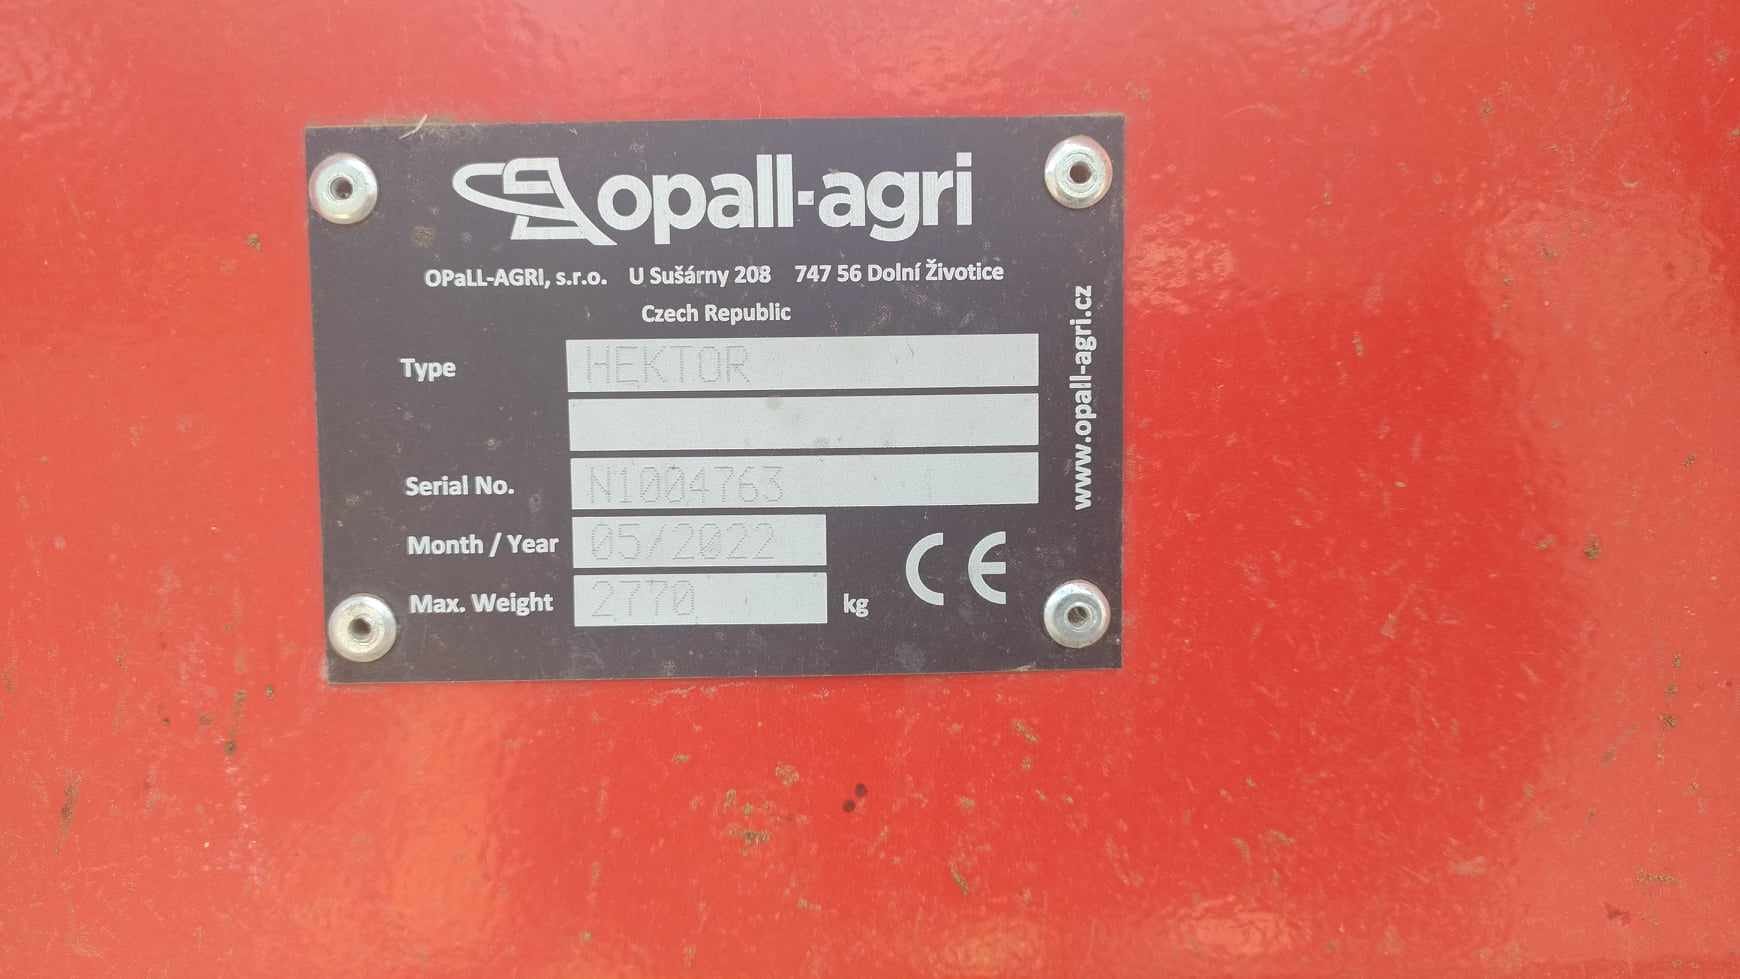 opall-agri
OPaLL-AGRI, s.r.o. U Sušárny 208 747 56 Dolní Životice
Czech Republic
Type HEKTOR
Serial No. N1004763
Month / Year 05/2022
Max. Weight 2770 kg
CE
www.opall-agri.cz